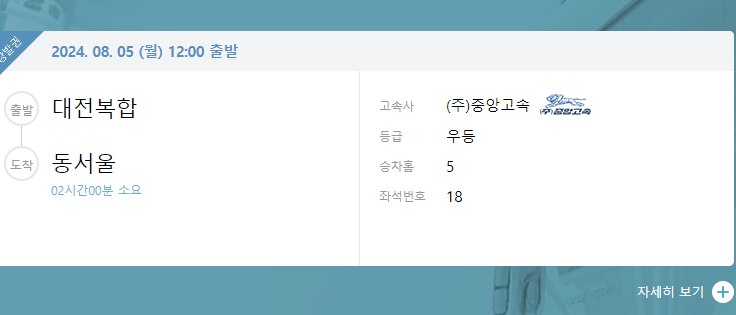 2024. 08. 05 (월) 12:00 출발
출발 대전복합
도착 동서울
02시간00분 소요
고속사 (주)중앙고속 (주)중앙고속
등급 우등
승차홈 5
좌석번호 18
자세히 보기